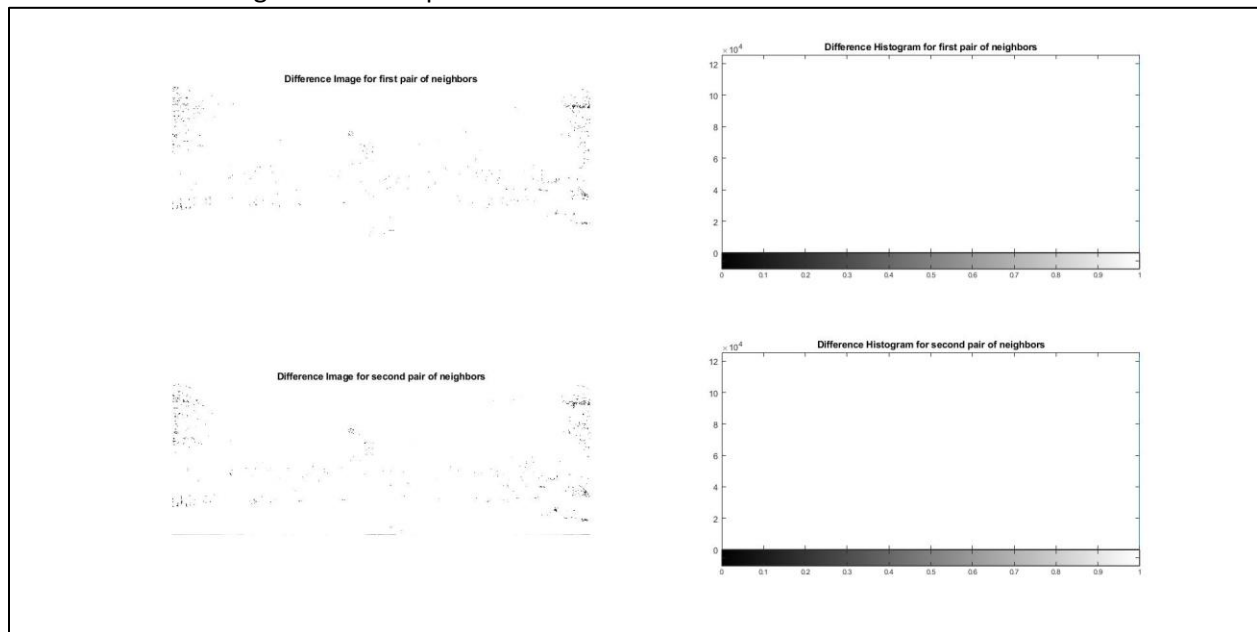 Difference Image for first pair of neighbors
Difference Histogram for first pair of neighbors
× 10⁴
12
10
8
6
4
2
0
0 0.1 0.2 0.3 0.4 0.5 0.6 0.7 0.8 0.9 1
Difference Image for second pair of neighbors
Difference Histogram for second pair of neighbors
× 10⁴
12
10
8
6
4
2
0
0 0.1 0.2 0.3 0.4 0.5 0.6 0.7 0.8 0.9 1